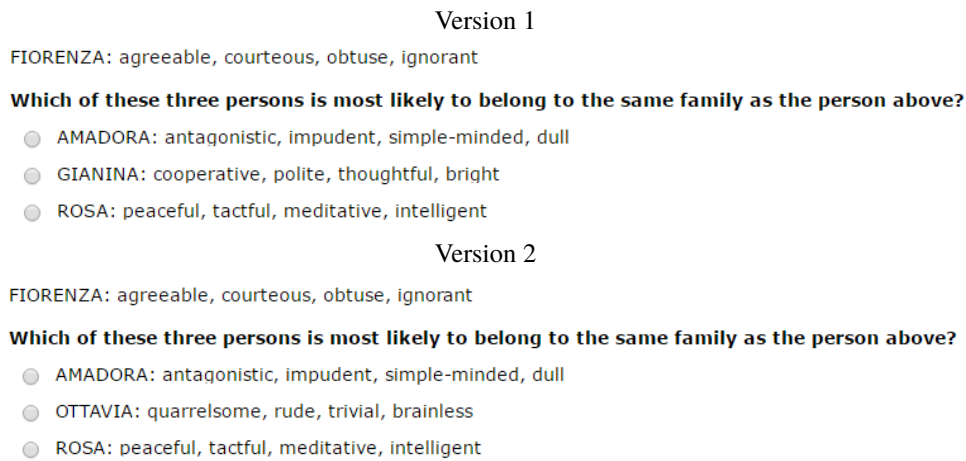 Version 1
FIORENZA: agreeable, courteous, obtuse, ignorant
Which of these three persons is most likely to belong to the same family as the person above?
AMADORA: antagonistic, impudent, simple-minded, dull
GIANINA: cooperative, polite, thoughtful, bright
ROSA: peaceful, tactful, meditative, intelligent
Version 2
FIORENZA: agreeable, courteous, obtuse, ignorant
Which of these three persons is most likely to belong to the same family as the person above?
AMADORA: antagonistic, impudent, simple-minded, dull
OTTAVIA: quarrelsome, rude, trivial, brainless
ROSA: peaceful, tactful, meditative, intelligent